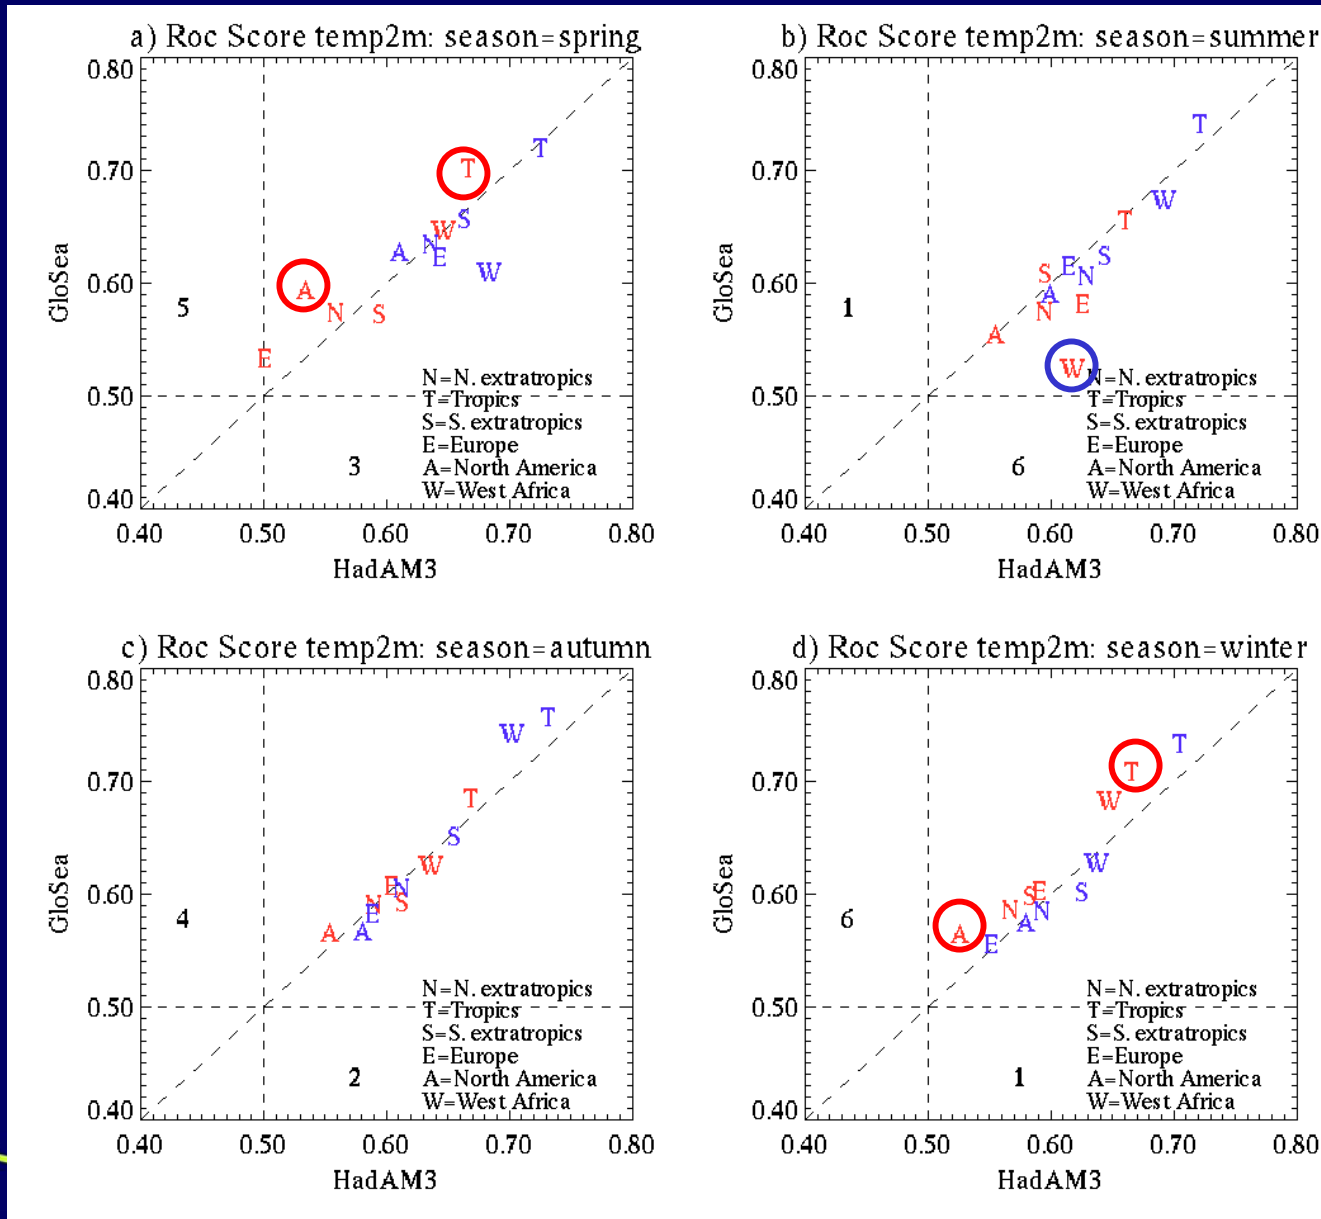 a) Roc Score temp2m: season=spring
0.80
0.70
0.60
0.50
0.40
GloSea
T
T
S
W
N
A
E
W
A
N
S
E
5
3
N=N. extratropics
T=Tropics
S=S. extratropics
E=Europe
A=North America
W=West Africa
0.40 0.50 0.60 0.70 0.80
HadAM3
b) Roc Score temp2m: season=summer
0.80
0.70
0.60
0.50
0.40
GloSea
T
W
T
S
E
S
N
A
E
N
A
W
1
6
N=N. extratropics
T=Tropics
S=S. extratropics
E=Europe
A=North America
W=West Africa
0.40 0.50 0.60 0.70 0.80
HadAM3
c) Roc Score temp2m: season=autumn
0.80
0.70
0.60
0.50
0.40
GloSea
T
W
T
S
W
E
N
N
S
E
A
A
4
2
N=N. extratropics
T=Tropics
S=S. extratropics
E=Europe
A=North America
W=West Africa
0.40 0.50 0.60 0.70 0.80
HadAM3
d) Roc Score temp2m: season=winter
0.80
0.70
0.60
0.50
0.40
GloSea
T
T
W
W
S
E
S
N
N
A
A
E
6
1
N=N. extratropics
T=Tropics
S=S. extratropics
E=Europe
A=North America
W=West Africa
0.40 0.50 0.60 0.70 0.80
HadAM3